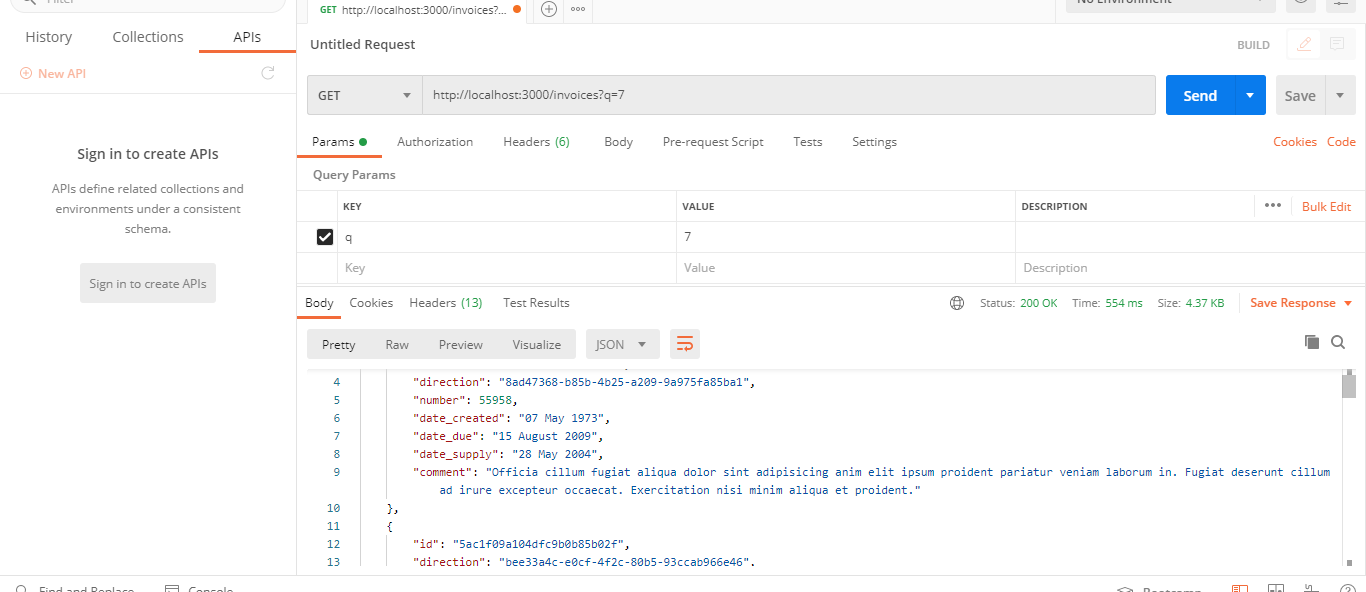 Filter
GET http://localhost:3000/invoices?...
No Environment
History Collections APIs
Untitled Request
BUILD
New API
GET http://localhost:3000/invoices?q=7
Send
Save
Params Authorization Headers (6) Body Pre-request Script Tests Settings
Cookies Code
Sign in to create APIs
Query Params
APIs define related collections and
environments under a consistent
schema.
KEY VALUE DESCRIPTION
Bulk Edit
q 7
Key Value Description
Sign in to create APIs
Body Cookies Headers (13) Test Results
Status: 200 OK Time: 554 ms Size: 4.37 KB
Save Response
Pretty Raw Preview Visualize JSON
4 "direction": "8ad47368-b85b-4b25-a209-9a975fa85ba1",
5 "number": 55958,
6 "date_created": "07 May 1973",
7 "date_due": "15 August 2009",
8 "date_supply": "28 May 2004",
9 "comment": "Officia cillum fugiat aliqua dolor sint adipisicing anim elit ipsum proident pariatur veniam laborum in. Fugiat deserunt cillum
ad irure excepteur occaecat. Exercitation nisi minim aliqua et proident."
10 },
11 {
12 "id": "5ac1f09a104dfc9b0b85b02f",
13 "direction": "bee33a4c-e0cf-4f2c-80b5-93ccab966e46",
Find and Replace Console
Bootcamp